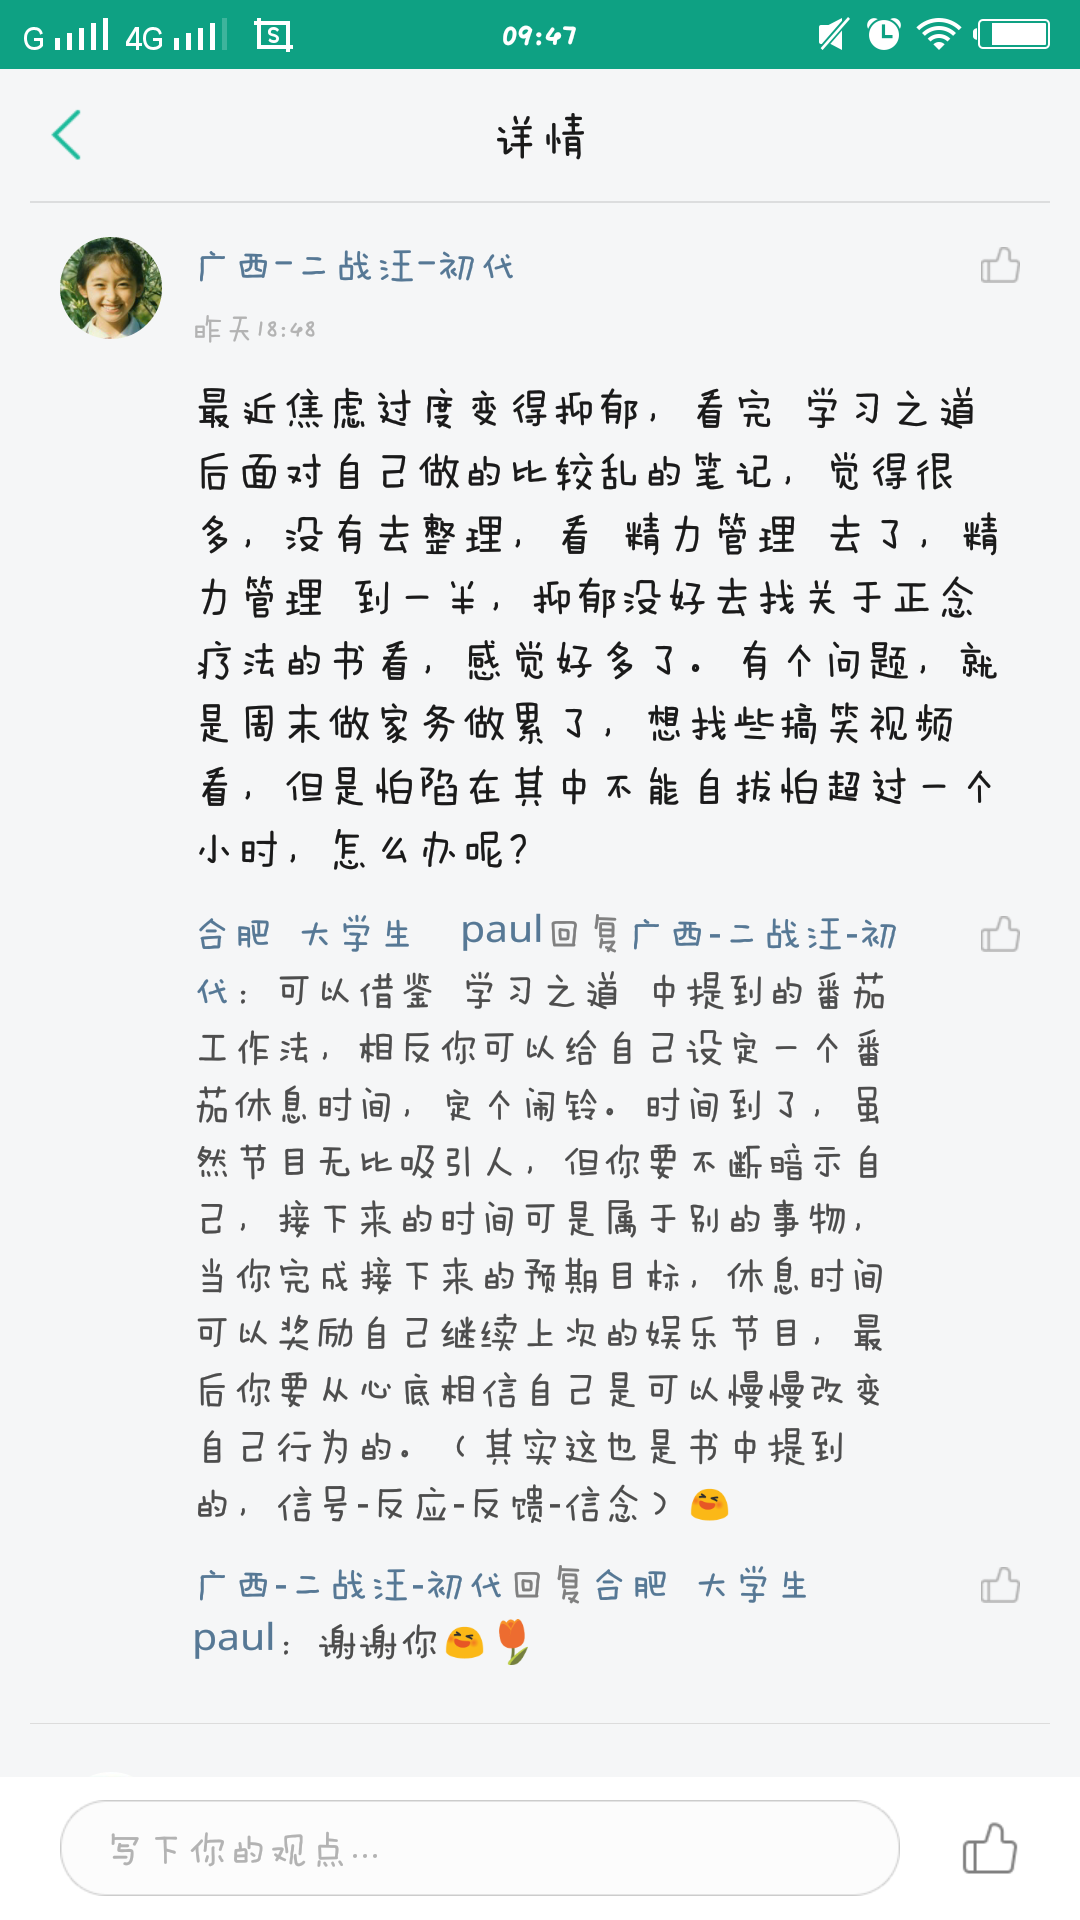 G 4G S 09:47
详情
广西-二战汪-初代
昨天18:48
最近焦虑过度变得抑郁，看完 学习之道
后面对自己做的比较乱的笔记，觉得很
多，没有去整理，看 精力管理 去了，精
力管理 到一半，抑郁没好去找关于正念
疗法的书看，感觉好多了。有个问题，就
是周末做家务做累了，想找些搞笑视频
看，但是怕陷在其中不能自拔怕超过一个
小时，怎么办呢？
合肥 大学生 paul回复广西-二战汪-初
代：可以借鉴 学习之道 中提到的番茄
工作法，相反你可以给自己设定一个番
茄休息时间，定个闹铃。时间到了，虽
然节目无比吸引人，但你要不断暗示自
己，接下来的时间可是属于别的事物，
当你完成接下来的预期目标，休息时间
可以奖励自己继续上次的娱乐节目，最
后你要从心底相信自己是可以慢慢改变
自己行为的。（其实这也是书中提到
的，信号-反应-反馈-信念）😆
广西-二战汪-初代回复合肥 大学生
paul：谢谢你😆🌷
写下你的观点...